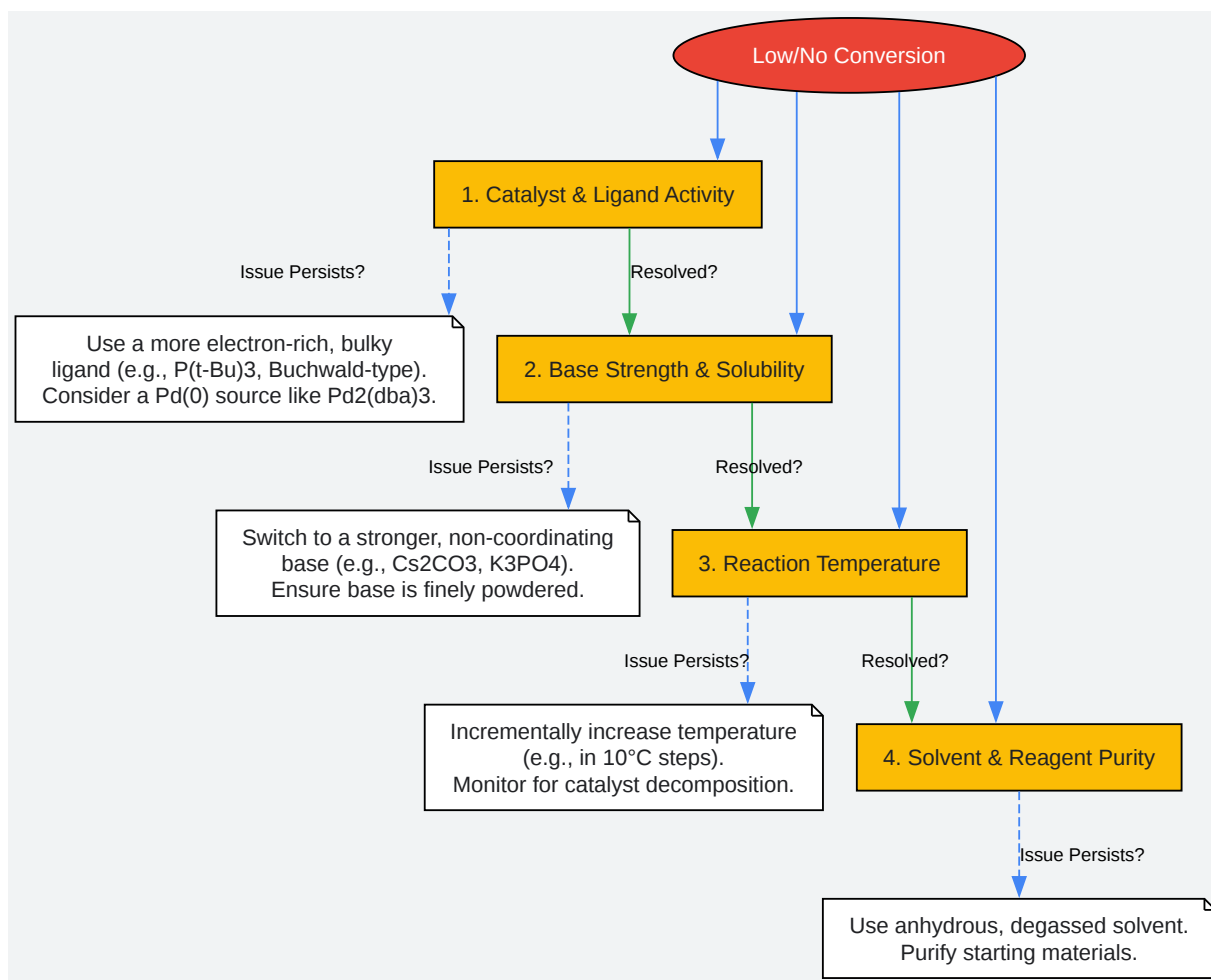 Low/No Conversion
1. Catalyst & Ligand Activity
Issue Persists?
Resolved?
Use a more electron-rich, bulky
ligand (e.g., P(t-Bu)3, Buchwald-type).
Consider a Pd(0) source like Pd2(dba)3.
2. Base Strength & Solubility
Issue Persists?
Resolved?
Switch to a stronger, non-coordinating
base (e.g., Cs2CO3, K3PO4).
Ensure base is finely powdered.
3. Reaction Temperature
Issue Persists?
Resolved?
Incrementally increase temperature
(e.g., in 10°C steps).
Monitor for catalyst decomposition.
4. Solvent & Reagent Purity
Issue Persists?
Use anhydrous, degassed solvent.
Purify starting materials.